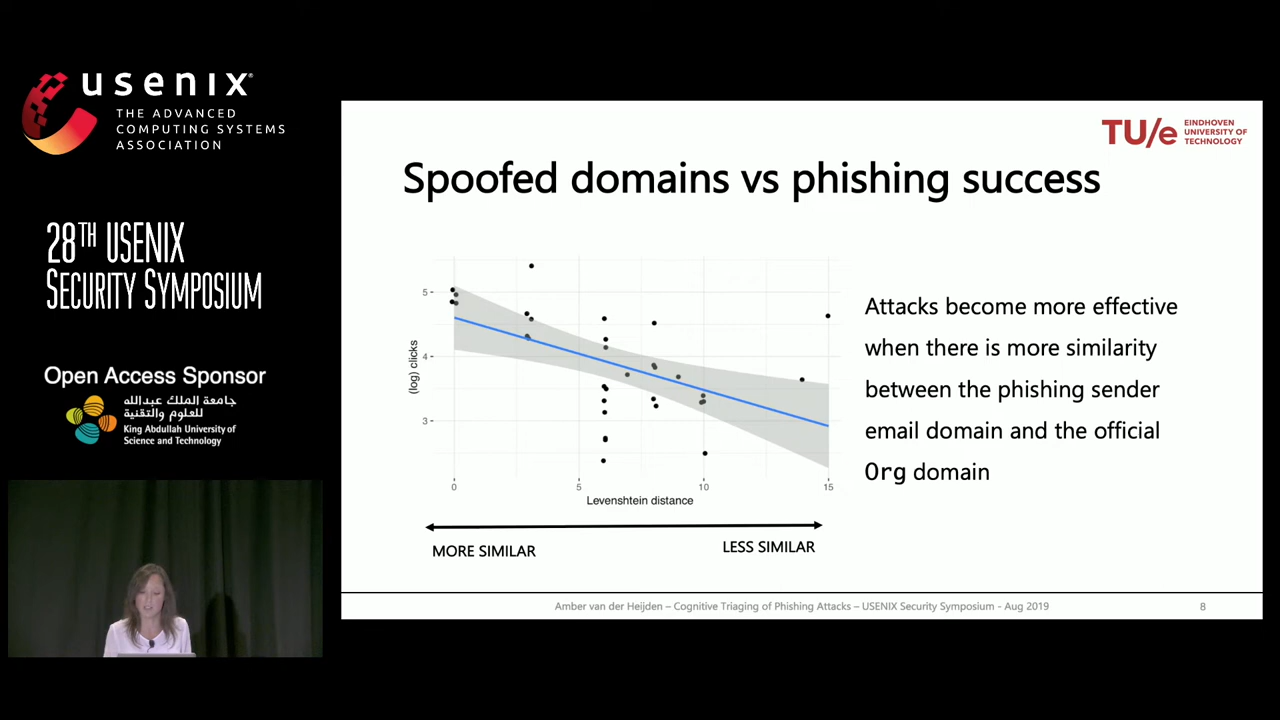 usenix
THE ADVANCED
COMPUTING SYSTEMS
ASSOCIATION
28TH USENIX
SECURITY SYMPOSIUM
Open Access Sponsor
جامعة الملك عبدالله
للعلوم والتقنية
King Abdullah University of
Science and Technology
TU/e
EINDHOVEN
UNIVERSITY OF
TECHNOLOGY
Spoofed domains vs phishing success
5
4
3
(log) clicks
0
5
10
15
Levenshtein distance
MORE SIMILAR
LESS SIMILAR
Attacks become more effective
when there is more similarity
between the phishing sender
email domain and the official
Org domain
Amber van der Heijden – Cognitive Triaging of Phishing Attacks – USENIX Security Symposium - Aug 2019
8